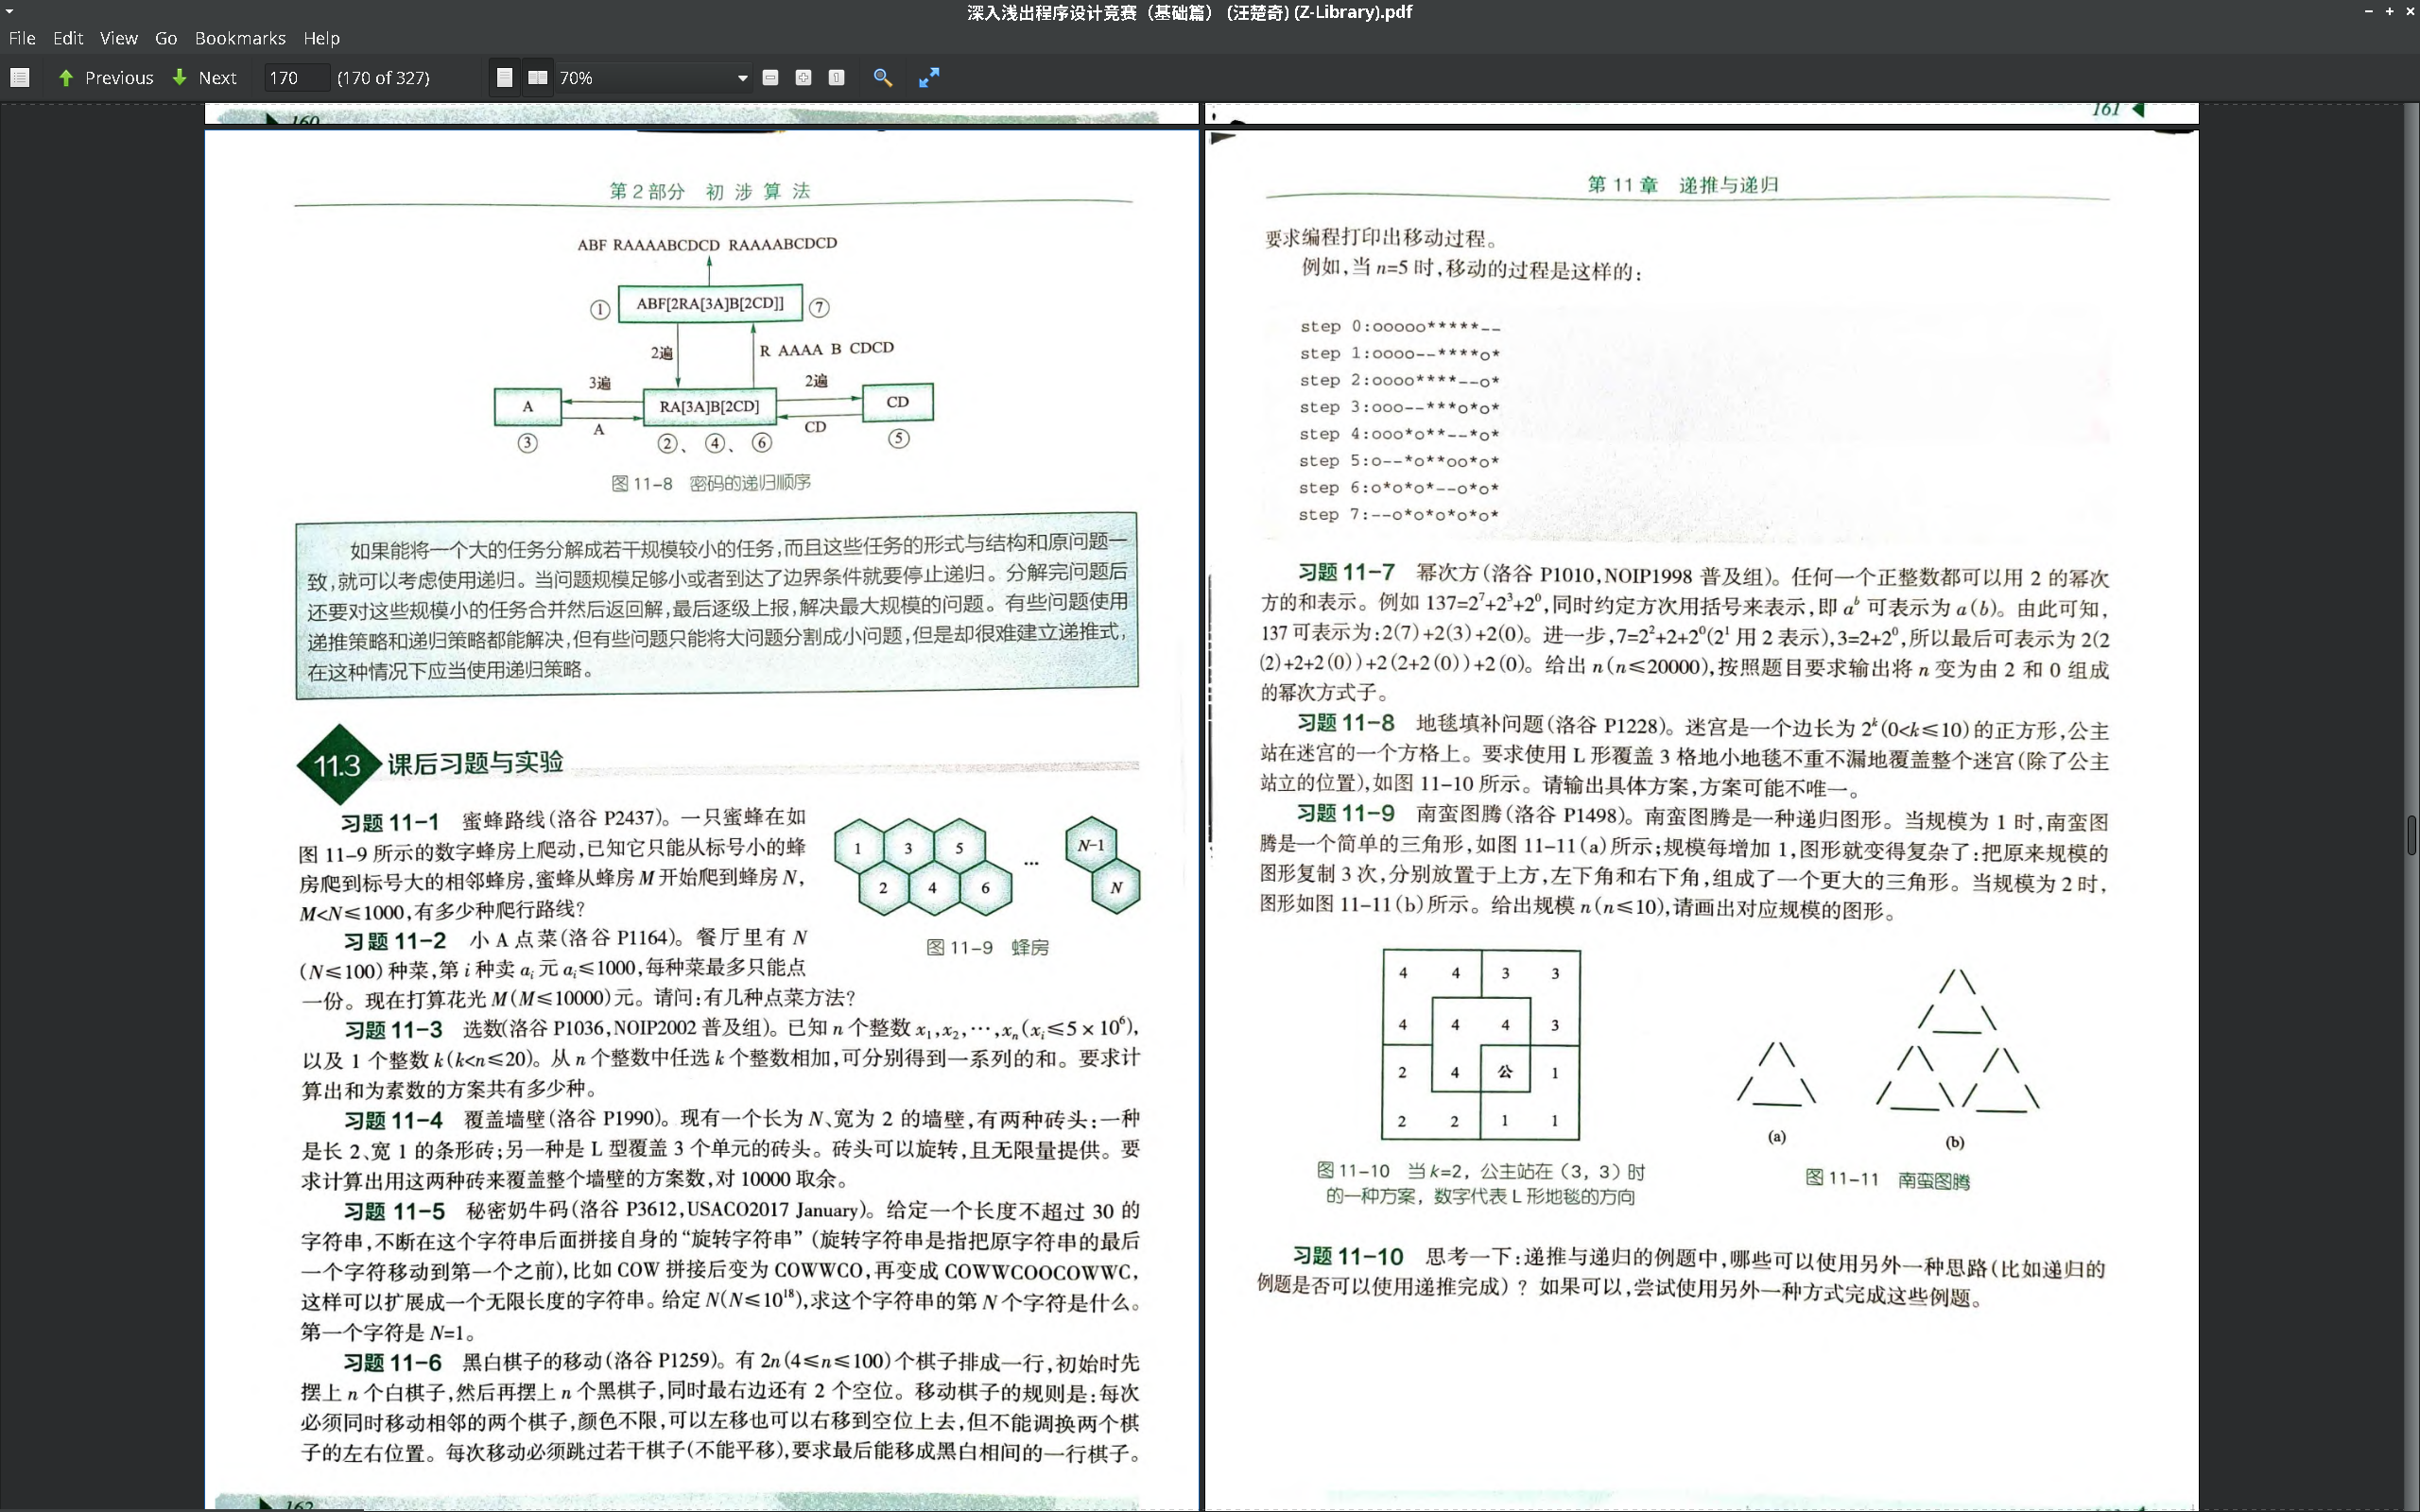 深入浅出程序设计竞赛（基础篇） (汪楚奇) (Z-Library).pdf
File Edit View Go Bookmarks Help
Previous Next 170 (170 of 327) 70%
160
161
第2部分 初涉算法
ABF RAAAABCDCD RAAAABCDCD
① ABF[2RA[3A]B[2CD]] ⑦
2遍 R AAAA B CDCD
3遍 2遍
A RA[3A]B[2CD] CD
A CD
③ ②、④、⑥ ⑤
图 11-8 密码的递归顺序
如果能将一个大的任务分解成若干规模较小的任务,而且这些任务的形式与结构和原问题一
致,就可以考虑使用递归。当问题规模足够小或者到达了边界条件就要停止递归。分解完问题后
还要对这些规模小的任务合并然后返回解,最后逐级上报,解决最大规模的问题。有些问题使用
递推策略和递归策略都能解决,但有些问题只能将大问题分割成小问题,但是却很难建立递推式,
在这种情况下应当使用递归策略。
11.3 课后习题与实验
习题 11-1 蜜蜂路线(洛谷 P2437)。一只蜜蜂在如
图 11-9 所示的数字蜂房上爬动,已知它只能从标号小的蜂
房爬到标号大的相邻蜂房,蜜蜂从蜂房 M 开始爬到蜂房 N,
M<N≤1000,有多少种爬行路线?
1 3 5 … N-1
2 4 6 N
图 11-9 蜂房
习题 11-2 小 A 点菜(洛谷 P1164)。餐厅里有 N
(N≤100)种菜,第 i 种卖 aᵢ 元 aᵢ≤1000,每种菜最多只能点
一份。现在打算花光 M(M≤10000)元。请问:有几种点菜方法?
习题 11-3 选数(洛谷 P1036,NOIP2002 普及组)。已知 n 个整数 x₁,x₂,⋯,xₙ(xᵢ≤5×10⁶),
以及 1 个整数 k(k<n≤20)。从 n 个整数中任选 k 个整数相加,可分别得到一系列的和。要求计
算出和为素数的方案共有多少种。
习题 11-4 覆盖墙壁(洛谷 P1990)。现有一个长为 N、宽为 2 的墙壁,有两种砖头:一种
是长 2、宽 1 的条形砖;另一种是 L 型覆盖 3 个单元的砖头。砖头可以旋转,且无限量提供。要
求计算出用这两种砖来覆盖整个墙壁的方案数,对 10000 取余。
习题 11-5 秘密奶牛码(洛谷 P3612,USACO2017 January)。给定一个长度不超过 30 的
字符串,不断在这个字符串后面拼接自身的“旋转字符串”(旋转字符串是指把原字符串的最后
一个字符移动到第一个之前),比如 COW 拼接后变为 COWWCO,再变成 COWWCOOCOWWC,
这样可以扩展成一个无限长度的字符串。给定 N(N≤10¹⁸),求这个字符串的第 N 个字符是什么。
第一个字符是 N=1。
习题 11-6 黑白棋子的移动(洛谷 P1259)。有 2n(4≤n≤100)个棋子排成一行,初始时先
摆上 n 个白棋子,然后再摆上 n 个黑棋子,同时最右边还有 2 个空位。移动棋子的规则是:每次
必须同时移动相邻的两个棋子,颜色不限,可以左移也可以右移到空位上去,但不能调换两个棋
子的左右位置。每次移动必须跳过若干棋子(不能平移),要求最后能移成黑白相间的一行棋子。
162
第 11 章 递推与递归
要求编程打印出移动过程。
例如,当 n=5 时,移动的过程是这样的:
step 0:ooooo*****--
step 1:oooo--****o*
step 2:oooo****--o*
step 3:ooo--***o*o*
step 4:ooo*o**--*o*
step 5:o--*o**oo*o*
step 6:o*o*o*--o*o*
step 7:--o*o*o*o*o*
习题 11-7 幂次方(洛谷 P1010,NOIP1998 普及组)。任何一个正整数都可以用 2 的幂次
方的和表示。例如 137=2⁷+2³+2⁰,同时约定方次用括号来表示,即 aᵇ 可表示为 a(b)。由此可知,
137 可表示为:2(7)+2(3)+2(0)。进一步,7=2²+2+2⁰(2¹ 用 2 表示),3=2+2⁰,所以最后可表示为 2(2
(2)+2+2(0))+2(2+2(0))+2(0)。给出 n(n≤20000),按照题目要求输出将 n 变为由 2 和 0 组成
的幂次方式子。
习题 11-8 地毯填补问题(洛谷 P1228)。迷宫是一个边长为 2ᵏ(0<k≤10)的正方形,公主
站在迷宫的一个方格上。要求使用 L 形覆盖 3 格地小地毯不重不漏地覆盖整个迷宫(除了公主
站立的位置),如图 11-10 所示。请输出具体方案,方案可能不唯一。
习题 11-9 南蛮图腾(洛谷 P1498)。南蛮图腾是一种递归图形。当规模为 1 时,南蛮图
腾是一个简单的三角形,如图 11-11(a)所示;规模每增加 1,图形就变得复杂了:把原来规模的
图形复制 3 次,分别放置于上方,左下角和右下角,组成了一个更大的三角形。当规模为 2 时,
图形如图 11-11(b)所示。给出规模 n(n≤10),请画出对应规模的图形。
4 4 3 3
4 4 4 3
2 4 公 1
2 2 1 1
(a) (b)
图 11-10 当 k=2，公主站在（3，3）时
的一种方案，数字代表 L 形地毯的方向
图 11-11 南蛮图腾
习题 11-10 思考一下:递推与递归的例题中,哪些可以使用另外一种思路(比如递归的
例题是否可以使用递推完成)？如果可以,尝试使用另外一种方式完成这些例题。